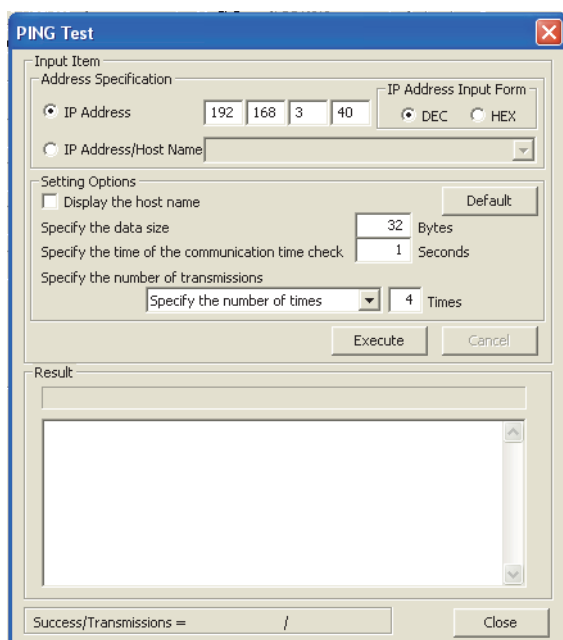 PING Test
Input Item
Address Specification
IP Address Input Form
IP Address 192 168 3 40 DEC HEX
IP Address/Host Name
Setting Options
Display the host name Default
Specify the data size 32 Bytes
Specify the time of the communication time check 1 Seconds
Specify the number of transmissions
Specify the number of times 4 Times
Execute Cancel
Result
Success/Transmissions = / Close